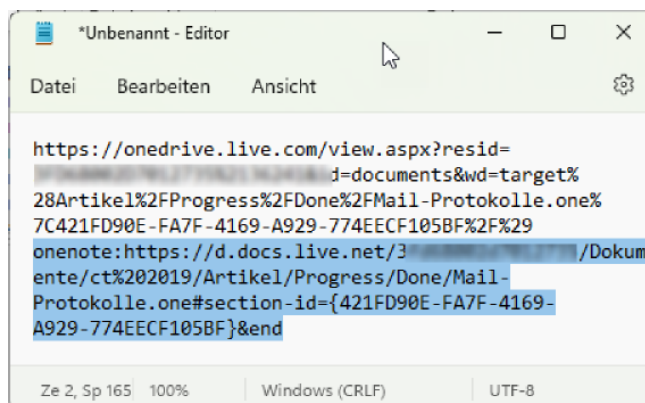 *Unbenannt - Editor
Datei Bearbeiten Ansicht
https://onedrive.live.com/view.aspx?resid=
d=documents&wd=target%
28Artikel%2FProgress%2FDone%2FMail-Protokolle.one%
7C421FD90E-FA7F-4169-A929-774EECF105BF%2F%29
onenote:https://d.docs.live.net/3 /Dokum
ente/ct%202019/Artikel/Progress/Done/Mail-
Protokolle.one#section-id={421FD90E-FA7F-4169-
A929-774EECF105BF}&end
Ze 2, Sp 165 100% Windows (CRLF) UTF-8